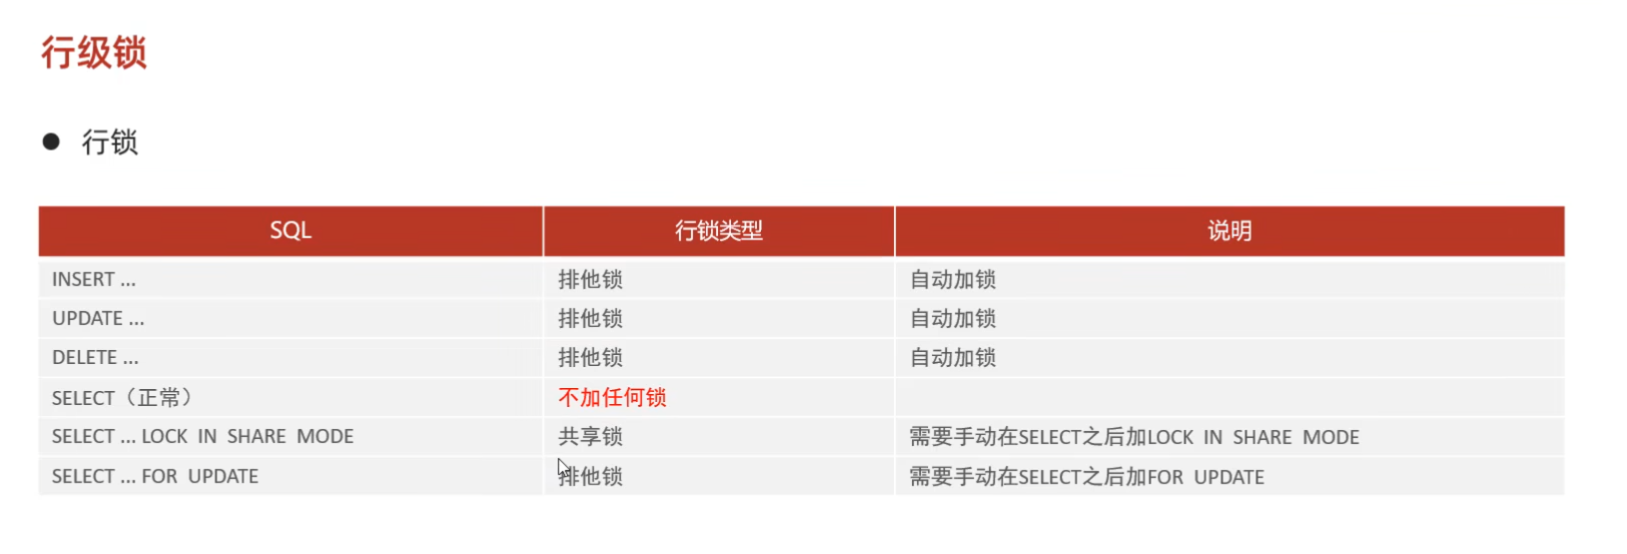 行级锁
● 行锁
SQL 行锁类型 说明
INSERT ... 排他锁 自动加锁
UPDATE ... 排他锁 自动加锁
DELETE ... 排他锁 自动加锁
SELECT（正常） 不加任何锁
SELECT ... LOCK IN SHARE MODE 共享锁 需要手动在SELECT之后加LOCK IN SHARE MODE
SELECT ... FOR UPDATE 排他锁 需要手动在SELECT之后加FOR UPDATE